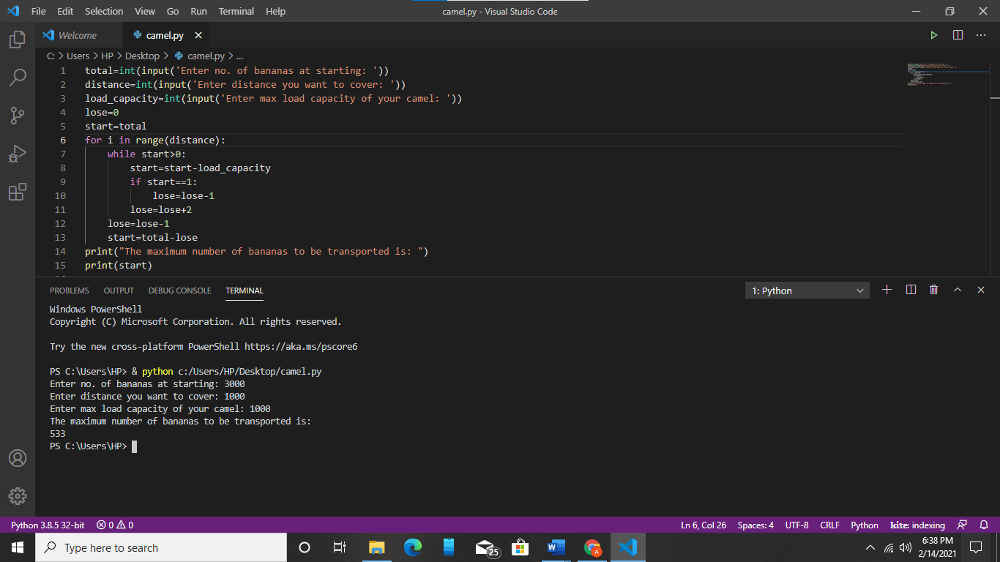 File Edit Selection View Go Run Terminal Help camel.py - Visual Studio Code
Welcome camel.py
C: > Users > HP > Desktop > camel.py > ...
1 total=int(input('Enter no. of bananas at starting: '))
2 distance=int(input('Enter distance you want to cover: '))
3 load_capacity=int(input('Enter max load capacity of your camel: '))
4 lose=0
5 start=total
6 for i in range(distance):
7     while start>0:
8         start=start-load_capacity
9         if start==1:
10             lose=lose-1
11         lose=lose+2
12     lose=lose-1
13     start=total-lose
14 print("The maximum number of bananas to be transported is: ")
15 print(start)
PROBLEMS OUTPUT DEBUG CONSOLE TERMINAL 1: Python
Windows PowerShell
Copyright (C) Microsoft Corporation. All rights reserved.
Try the new cross-platform PowerShell https://aka.ms/pscore6
PS C:\Users\HP> & python c:/Users/HP/Desktop/camel.py
Enter no. of bananas at starting: 3000
Enter distance you want to cover: 1000
Enter max load capacity of your camel: 1000
The maximum number of bananas to be transported is:
533
PS C:\Users\HP>
Python 3.8.5 32-bit 0 0 Ln 6, Col 26 Spaces: 4 UTF-8 CRLF Python kite: indexing
Type here to search 25 W A 6:38 PM
2/14/2021